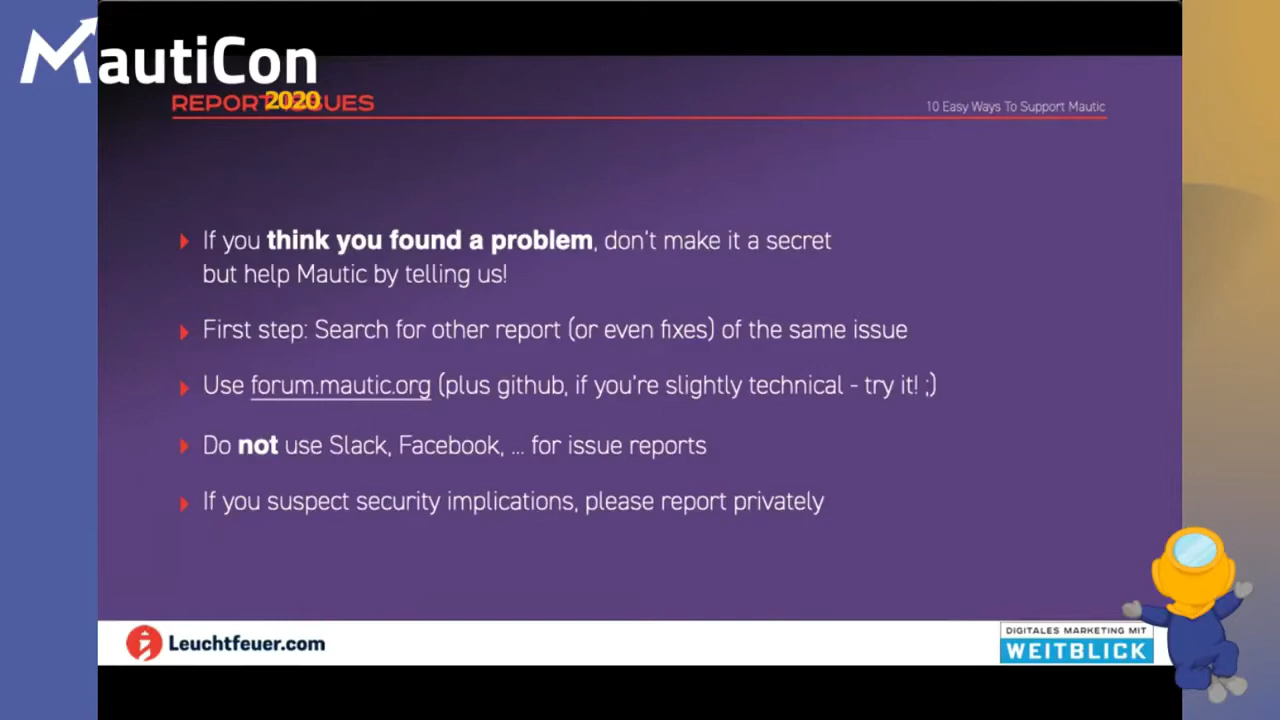 MautiCon
2020
REPORT ISSUES
10 Easy Ways To Support Mautic
If you think you found a problem, don't make it a secret
but help Mautic by telling us!
First step: Search for other report (or even fixes) of the same issue
Use forum.mautic.org (plus github, if you're slightly technical - try it! ;)
Do not use Slack, Facebook, ... for issue reports
If you suspect security implications, please report privately
Leuchtfeuer.com
DIGITALES MARKETING MIT
WEITBLICK